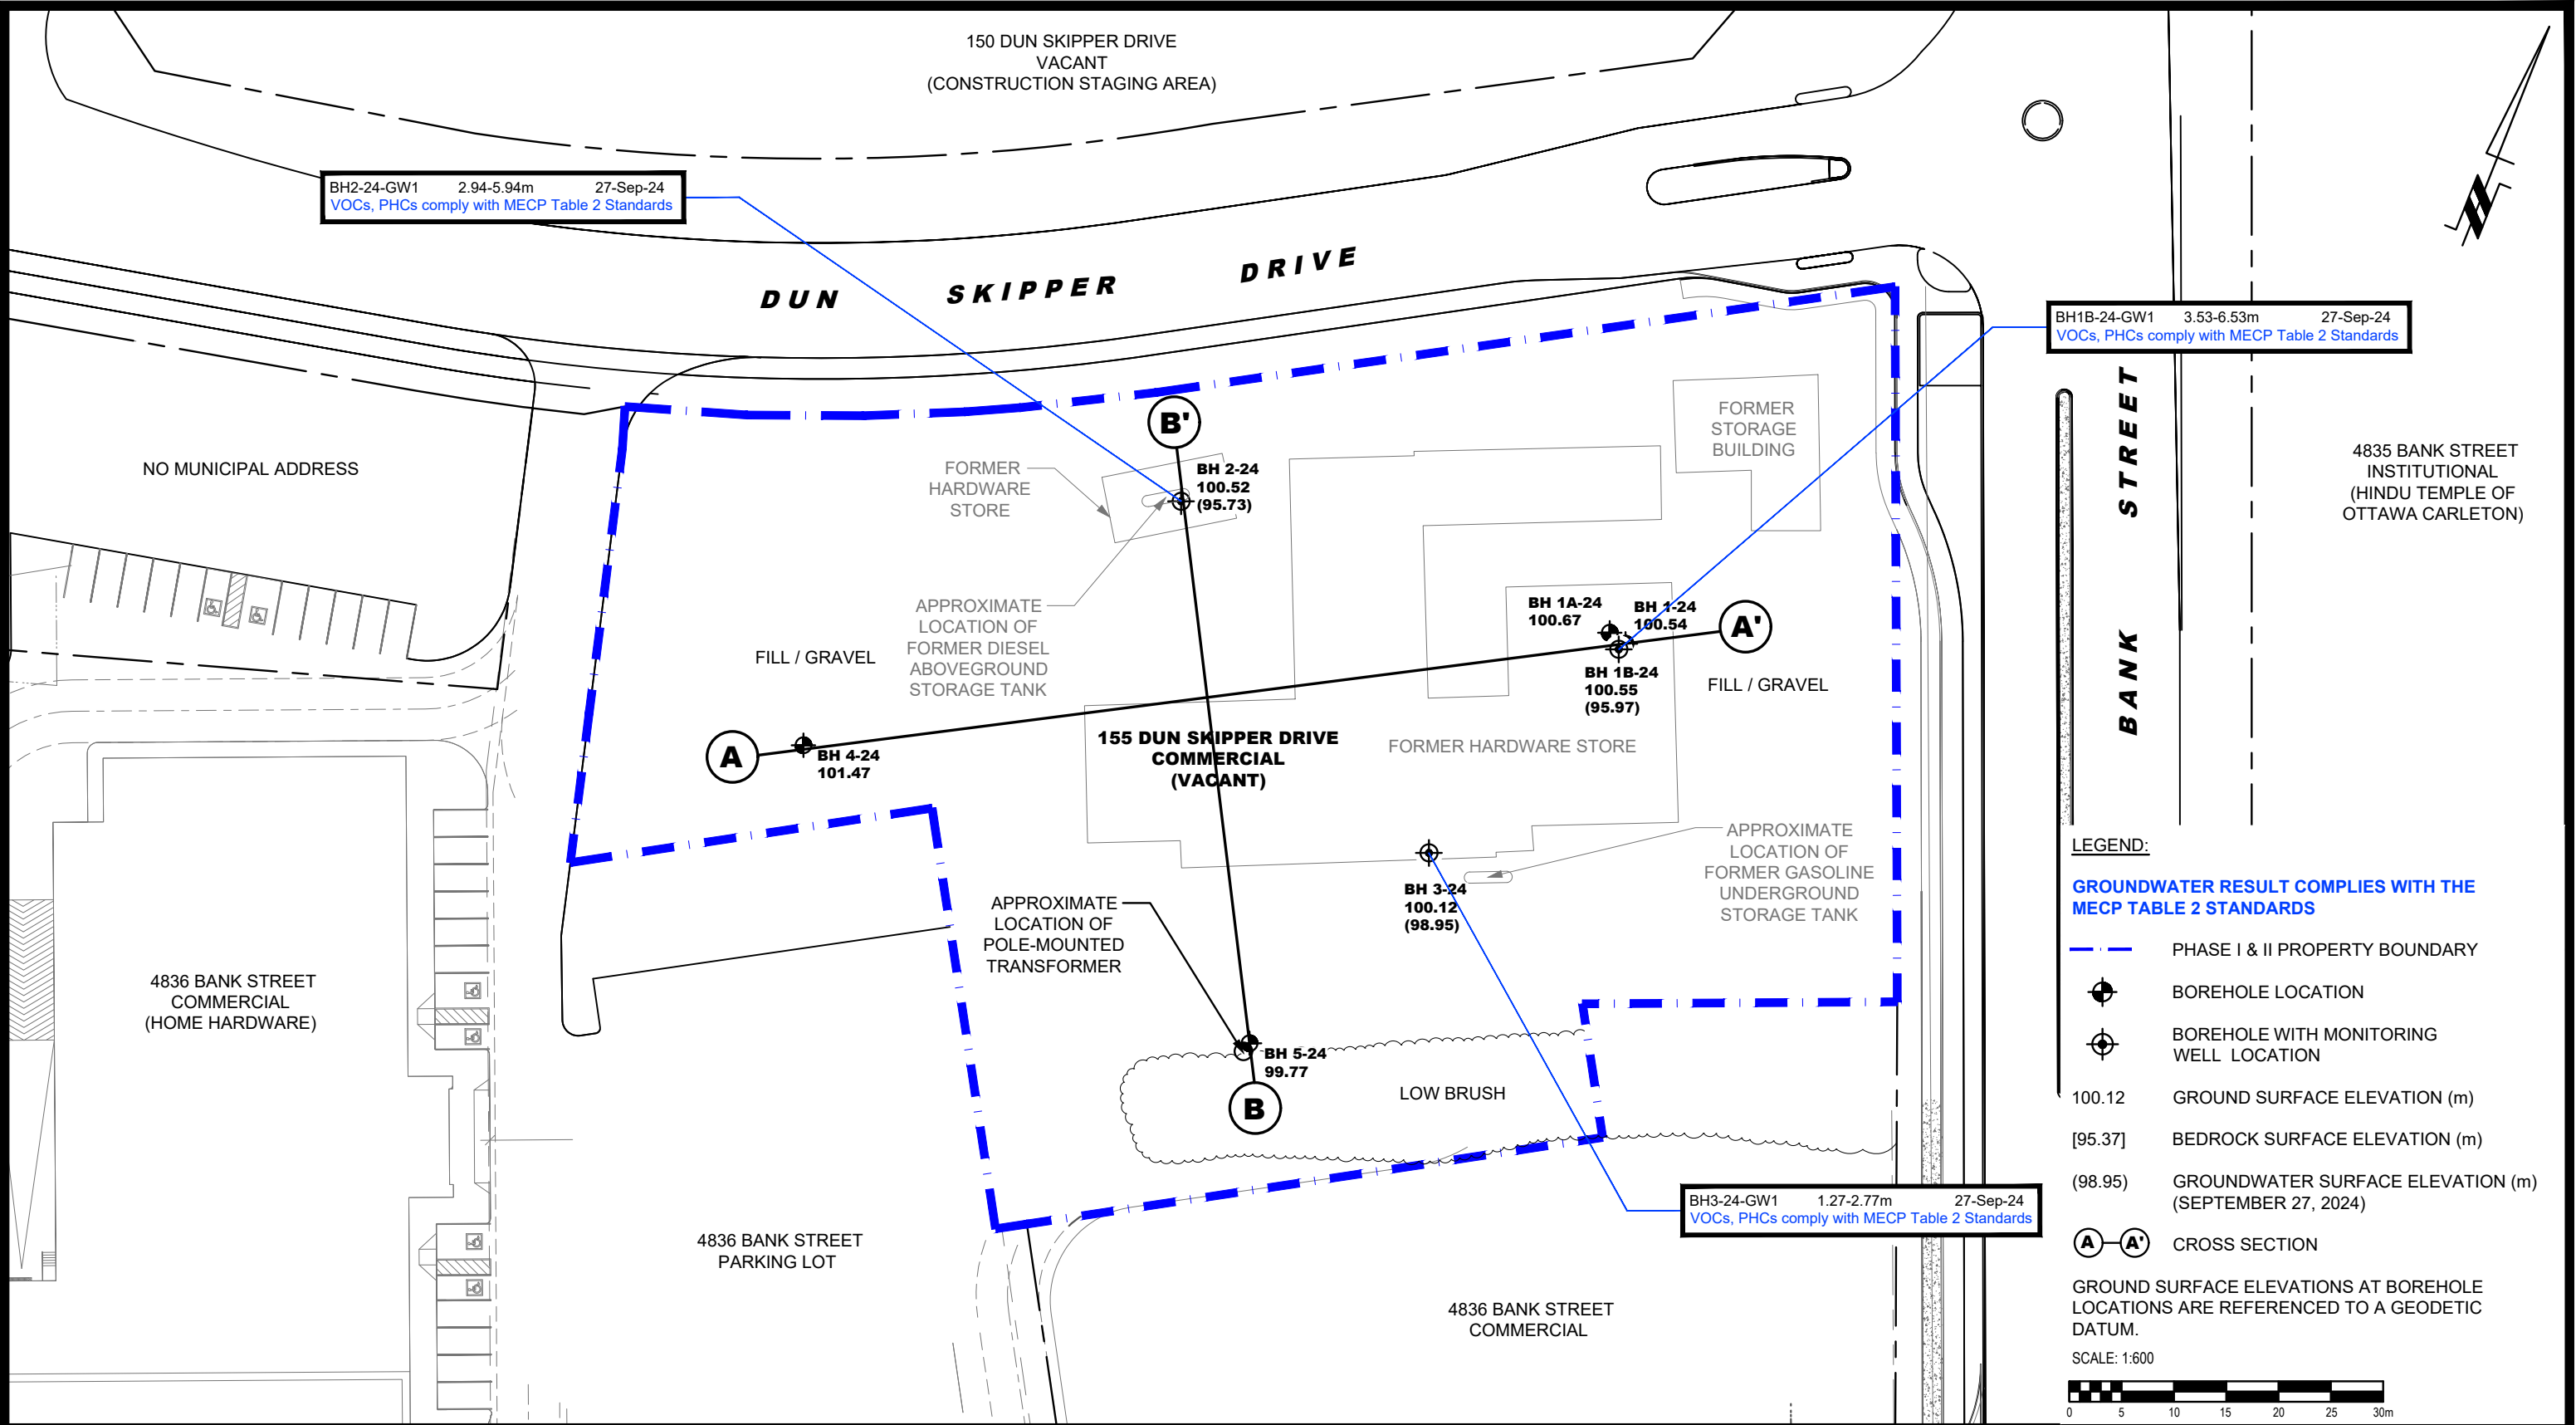 150 DUN SKIPPER DRIVE
VACANT
(CONSTRUCTION STAGING AREA)
BH2-24-GW1 2.94-5.94m 27-Sep-24
VOCs, PHCs comply with MECP Table 2 Standards
DUN SKIPPER DRIVE
BH1B-24-GW1 3.53-6.53m 27-Sep-24
VOCs, PHCs comply with MECP Table 2 Standards
NO MUNICIPAL ADDRESS
B'
BH 2-24
100.52
(95.73)
FORMER
HARDWARE
STORE
FORMER
STORAGE
BUILDING
BANK STREET
4835 BANK STREET
INSTITUTIONAL
(HINDU TEMPLE OF
OTTAWA CARLETON)
APPROXIMATE
LOCATION OF
FORMER DIESEL
ABOVEGROUND
STORAGE TANK
FILL / GRAVEL
BH 1A-24
100.67
BH 1-24
100.54
A'
BH 1B-24
100.55
(95.97)
FILL / GRAVEL
A
BH 4-24
101.47
155 DUN SKIPPER DRIVE
COMMERCIAL
(VACANT)
FORMER HARDWARE STORE
APPROXIMATE
LOCATION OF
FORMER GASOLINE
UNDERGROUND
STORAGE TANK
BH 3-24
100.12
(98.95)
APPROXIMATE
LOCATION OF
POLE-MOUNTED
TRANSFORMER
BH 5-24
99.77
B
LOW BRUSH
4836 BANK STREET
COMMERCIAL
(HOME HARDWARE)
BH3-24-GW1 1.27-2.77m 27-Sep-24
VOCs, PHCs comply with MECP Table 2 Standards
4836 BANK STREET
PARKING LOT
4836 BANK STREET
COMMERCIAL
LEGEND:
GROUNDWATER RESULT COMPLIES WITH THE
MECP TABLE 2 STANDARDS
PHASE I & II PROPERTY BOUNDARY
BOREHOLE LOCATION
BOREHOLE WITH MONITORING
WELL LOCATION
100.12 GROUND SURFACE ELEVATION (m)
[95.37] BEDROCK SURFACE ELEVATION (m)
(98.95) GROUNDWATER SURFACE ELEVATION (m)
(SEPTEMBER 27, 2024)
A A' CROSS SECTION
GROUND SURFACE ELEVATIONS AT BOREHOLE
LOCATIONS ARE REFERENCED TO A GEODETIC
DATUM.
SCALE: 1:600
0 5 10 15 20 25 30m